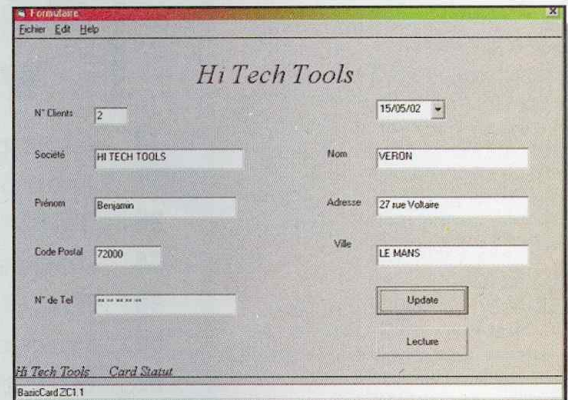 Formulaire
Fichier Edit Help
Hi Tech Tools
N° Clients 2 15/05/02
Société HI TECH TOOLS Nom VERON
Prénom Benjamin Adresse 27 rue Voltaire
Code Postal 72000 Ville LE MANS
N° de Tel ** ** ** ** **
Update
Lecture
Hi Tech Tools Card Statut
BasicCard ZC1.1